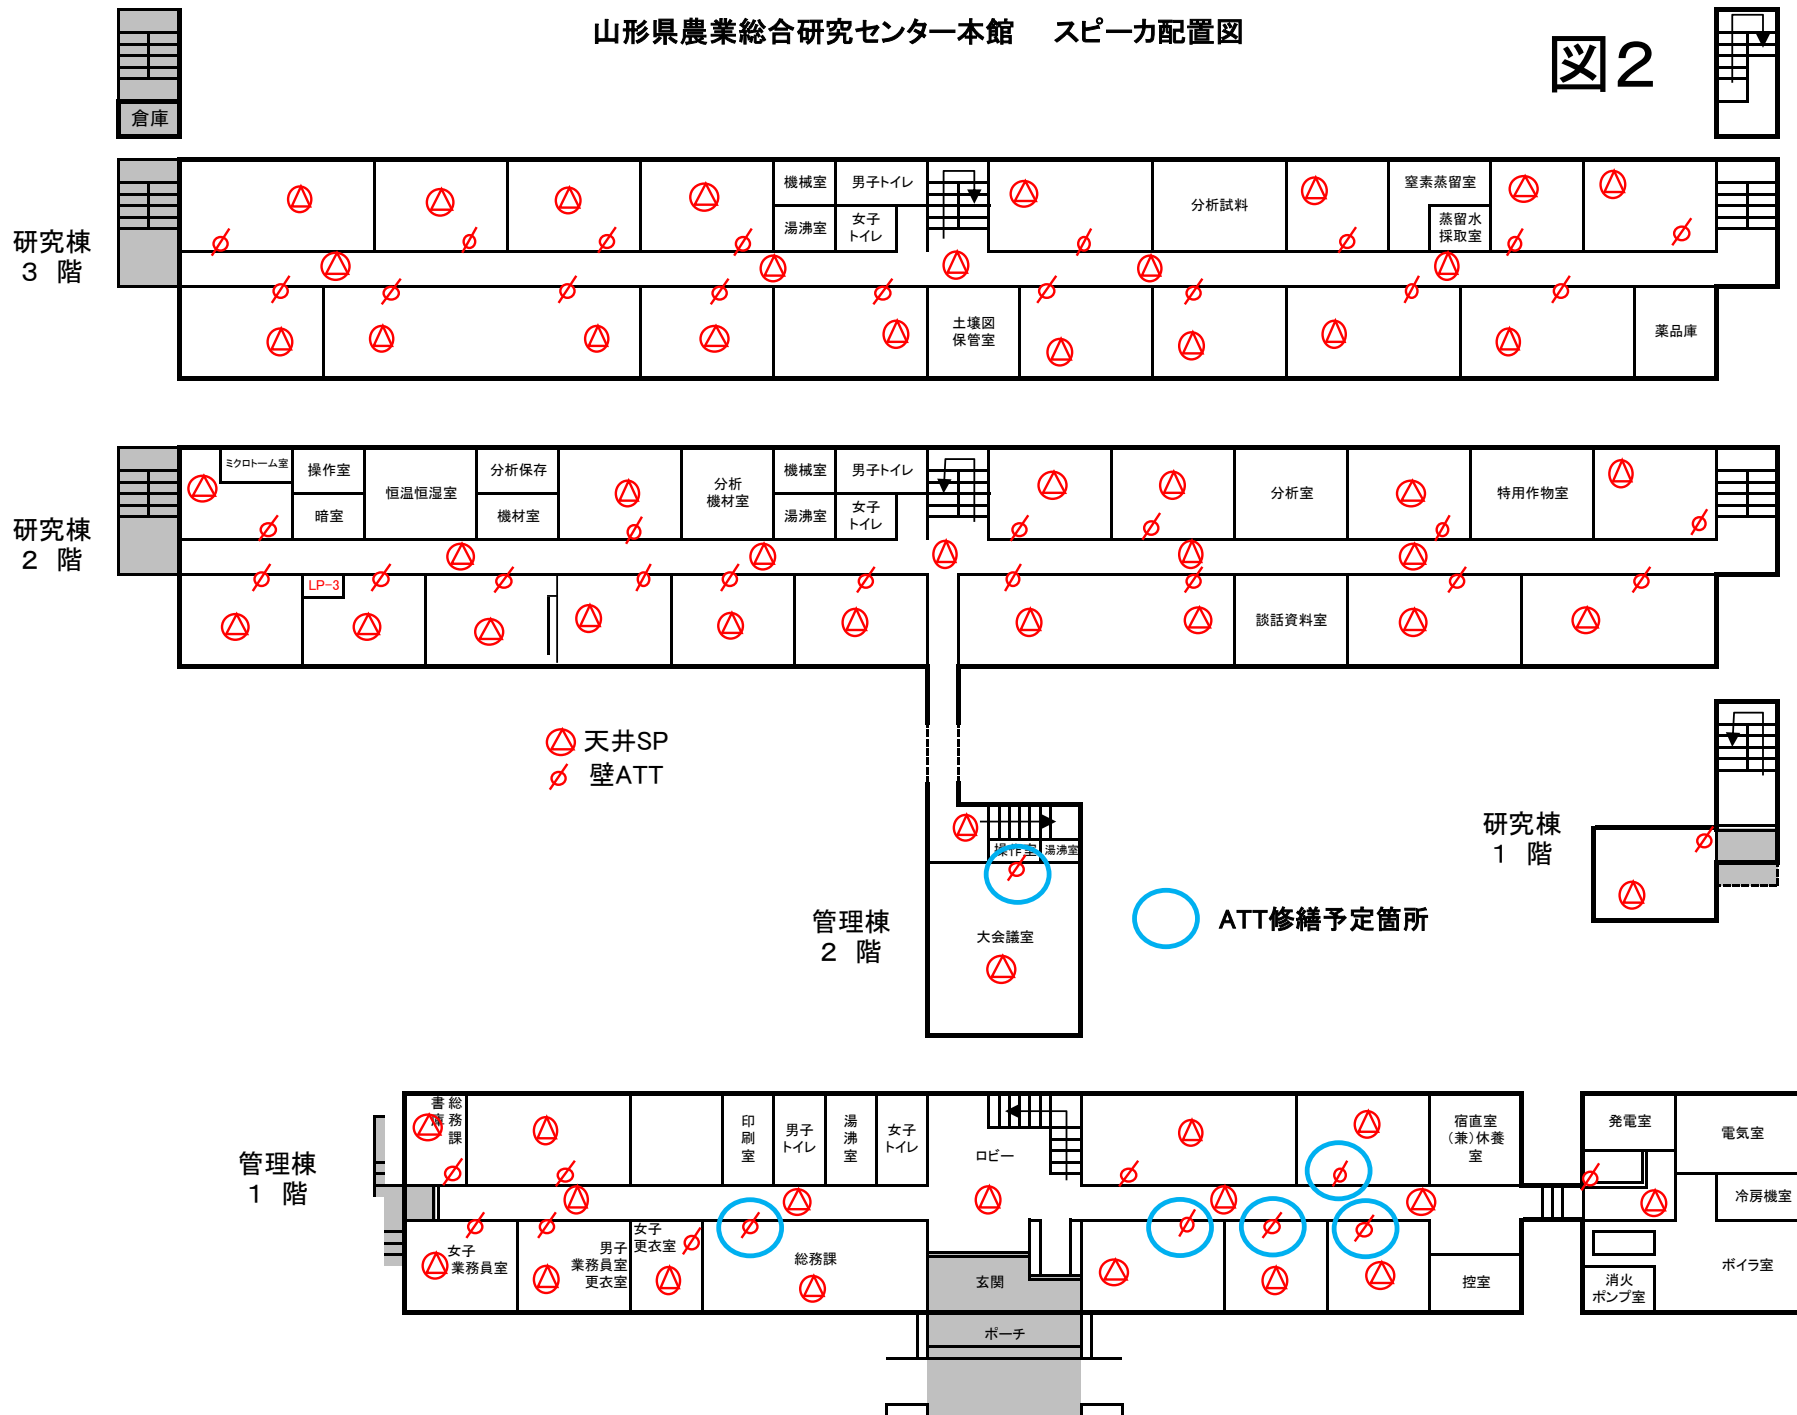 山形県農業総合研究センター本館　スピーカ配置図
図2
倉庫
研究棟
3 階
機械室
男子トイレ
湯沸室
女子
トイレ
分析試料
窒素蒸留室
蒸留水
採取室
土壌図
保管室
薬品庫
研究棟
2 階
ミクロトーム室
操作室
暗室
恒温恒湿室
分析保存
機材室
分析
機材室
機械室
男子トイレ
湯沸室
女子
トイレ
分析室
特用作物室
LP-3
談話資料室
天井SP
壁ATT
研究棟
1 階
操作室
湯沸室
管理棟
2 階
大会議室
ATT修繕予定箇所
管理棟
1 階
総務課
書庫
印刷室
男子
トイレ
湯沸室
女子
トイレ
ロビー
宿直室
(兼)休養
室
発電室
電気室
冷房機室
女子
業務員室
男子
業務員室
更衣室
女子
更衣室
総務課
玄関
控室
消火
ポンプ室
ボイラ室
ポーチ